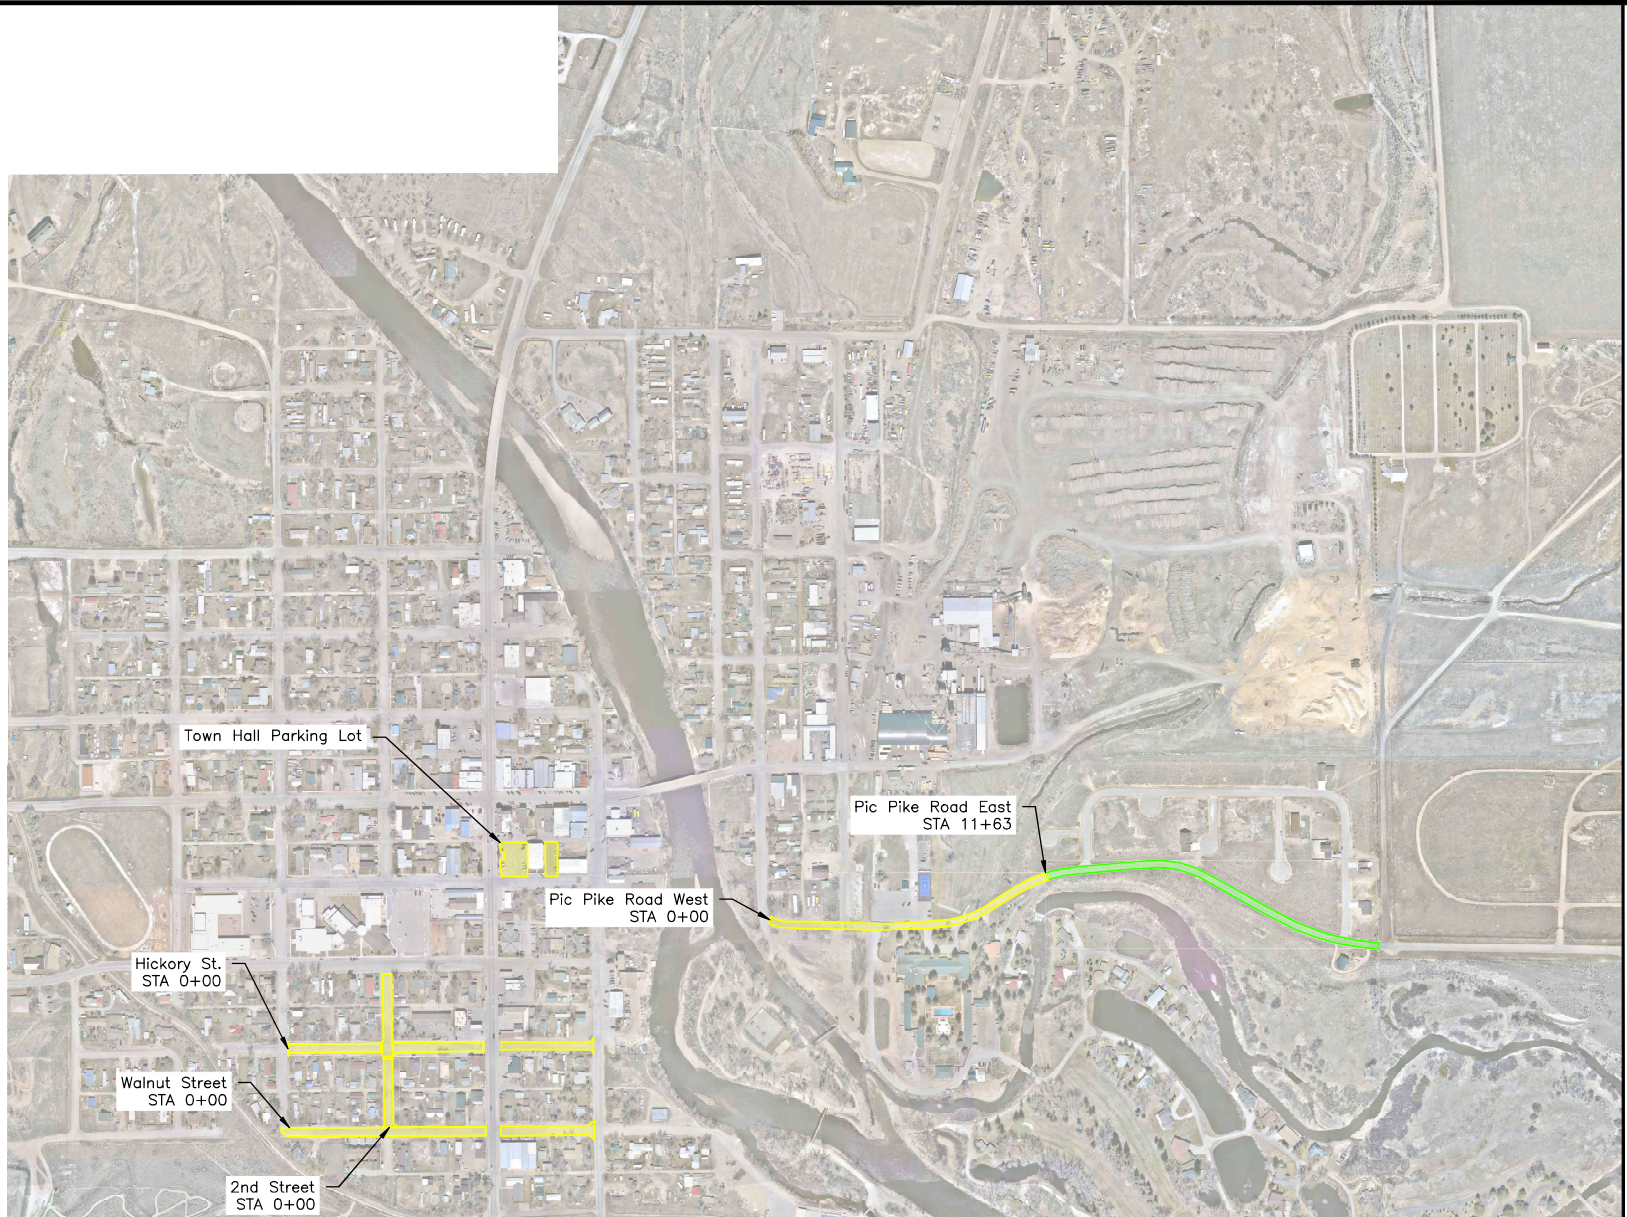 Town Hall Parking Lot
Pic Pike Road East
STA 11+63
Pic Pike Road West
STA 0+00
Hickory St.
STA 0+00
Walnut Street
STA 0+00
2nd Street
STA 0+00